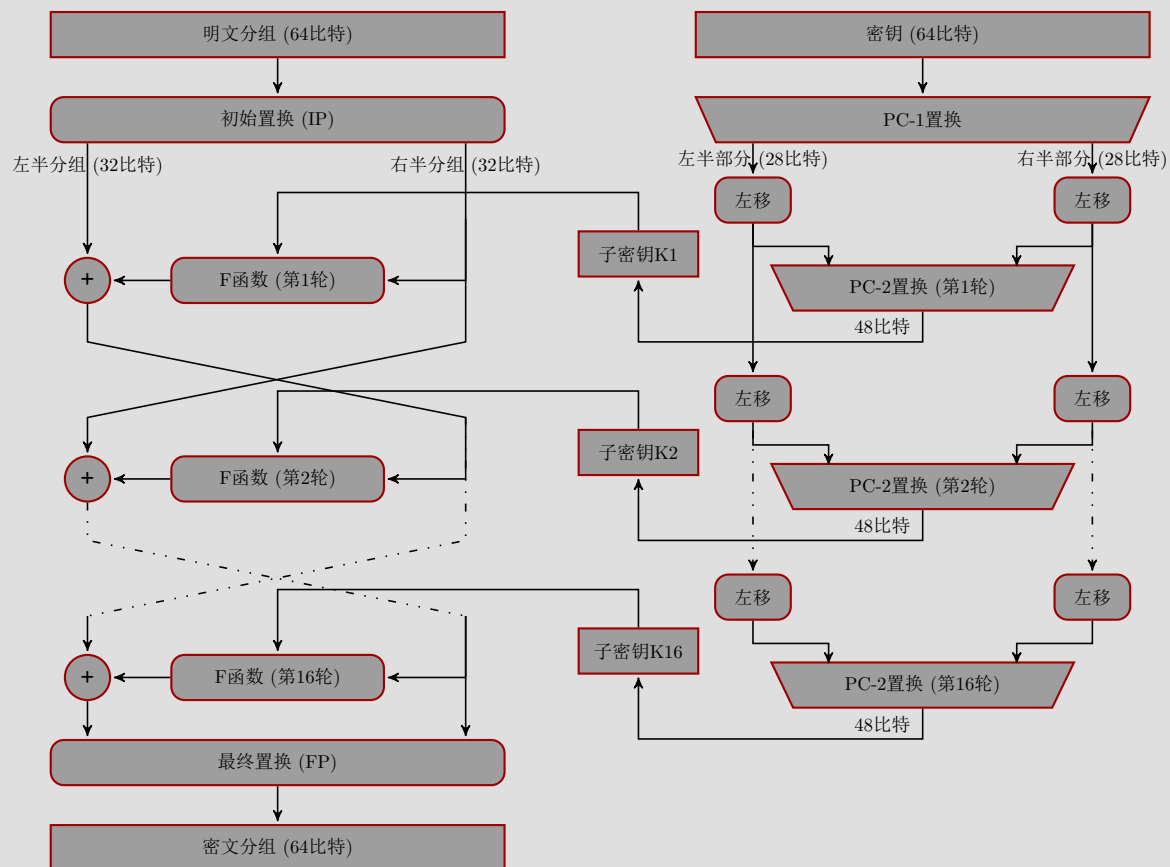 明文分组 (64比特)
密钥 (64比特)
初始置换 (IP)
PC-1置换
左半分组 (32比特)
右半分组 (32比特)
左半部分 (28比特)
右半部分 (28比特)
左移
左移
子密钥K1
+
F函数 (第1轮)
PC-2置换 (第1轮)
48比特
左移
左移
子密钥K2
+
F函数 (第2轮)
PC-2置换 (第2轮)
48比特
左移
左移
子密钥K16
+
F函数 (第16轮)
PC-2置换 (第16轮)
48比特
最终置换 (FP)
密文分组 (64比特)